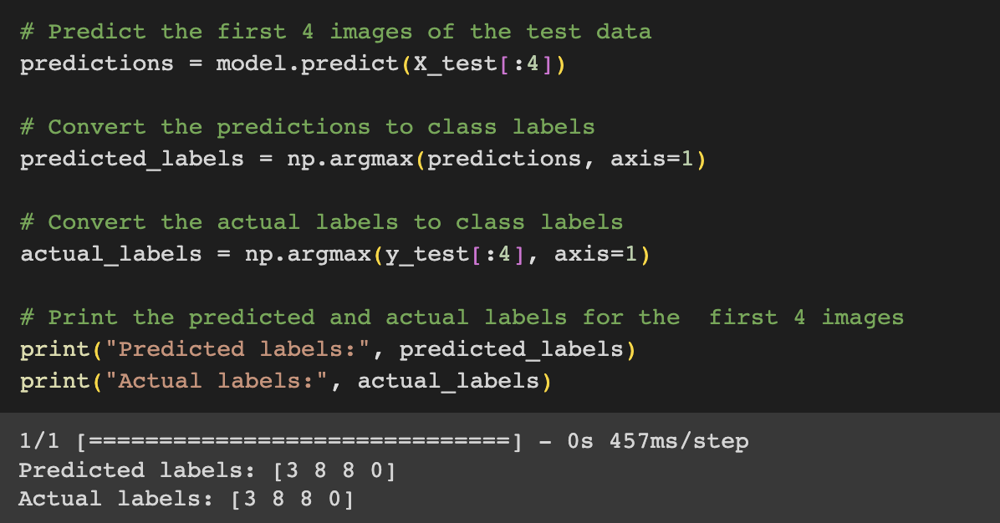 # Predict the first 4 images of the test data
predictions = model.predict(X_test[:4])
# Convert the predictions to class labels
predicted_labels = np.argmax(predictions, axis=1)
# Convert the actual labels to class labels
actual_labels = np.argmax(y_test[:4], axis=1)
# Print the predicted and actual labels for the  first 4 images
print("Predicted labels:", predicted_labels)
print("Actual labels:", actual_labels)
1/1 [==============================] - 0s 457ms/step
Predicted labels: [3 8 8 0]
Actual labels: [3 8 8 0]